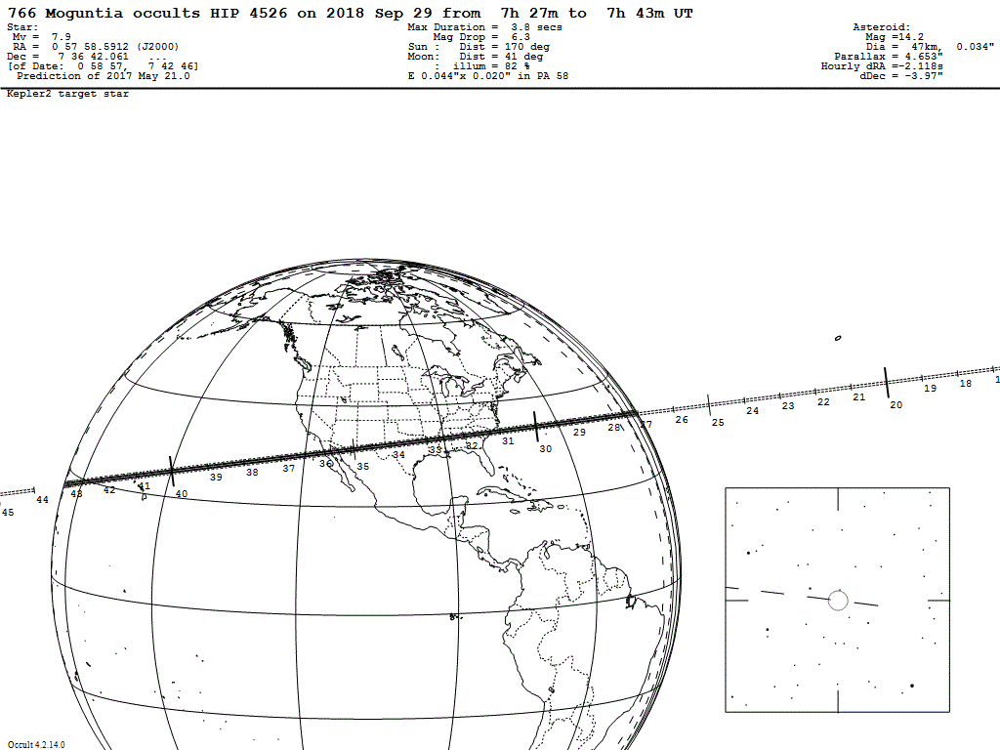 766 Moguntia occults HIP 4526 on 2018 Sep 29 from 7h 27m to 7h 43m UT
Star:
Mv = 7.9
RA = 0 57 58.5912 (J2000)
Dec = 7 36 42.061 ...
[of Date: 0 58 57, 7 42 46]
Prediction of 2017 May 21.0
Max Duration = 3.8 secs
Mag Drop = 6.3
Sun : Dist = 170 deg
Moon: Dist = 41 deg
: illum = 82 %
E 0.044"x 0.020" in PA 58
Asteroid:
Mag =14.2
Dia = 47km, 0.034"
Parallax = 4.653"
Hourly dRA =-2.118s
dDec = -3.97"
Kepler2 target star
45 44 43 42 41 40 39 38 37 36 35 34 33 32 31 30 29 28 27 26 25 24 23 22 21 20 19 18
Occult 4.2.14.0